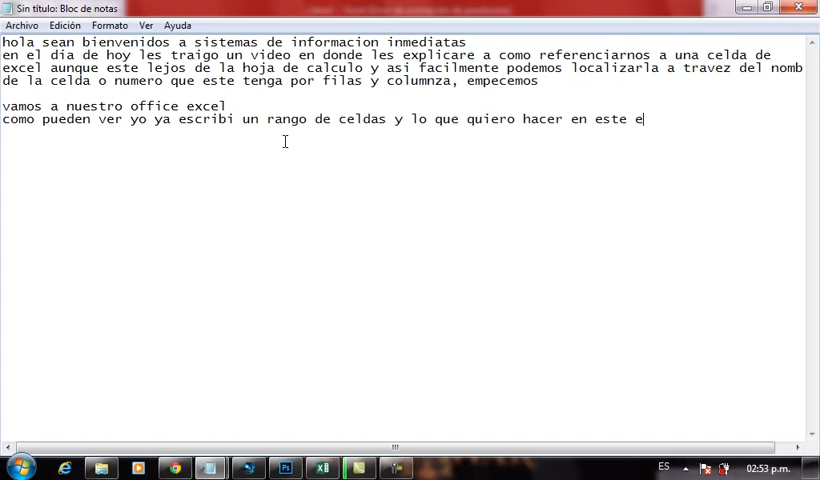 Sin título: Bloc de notas
Archivo Edición Formato Ver Ayuda
hola sean bienvenidos a sistemas de informacion inmediatas
en el dia de hoy les traigo un video en donde les explicare a como referenciarnos a una celda de
excel aunque este lejos de la hoja de calculo y asi facilmente podemos localizarla a travez del nomb
de la celda o numero que este tenga por filas y columnza, empecemos
vamos a nuestro office excel
como pueden ver yo ya escribi un rango de celdas y lo que quiero hacer en este e
ES 02:53 p.m.